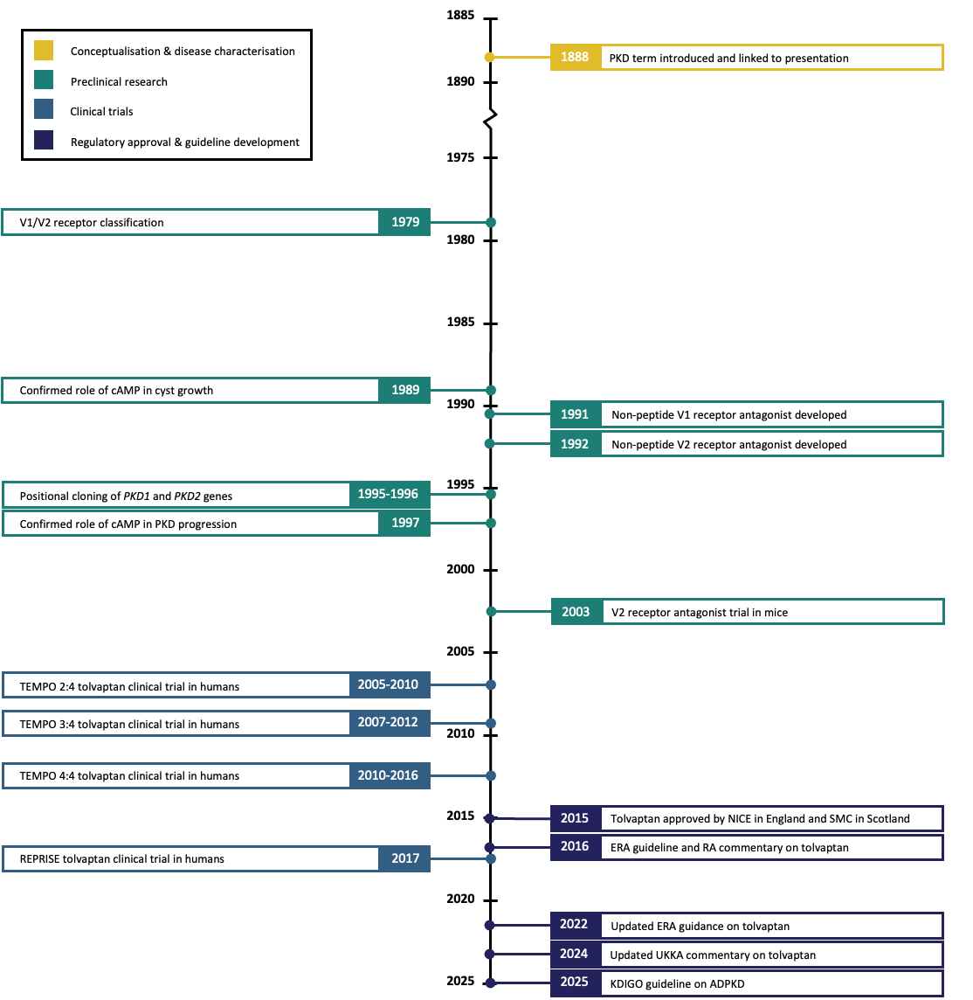 Conceptualisation & disease characterisation
Preclinical research
Clinical trials
Regulatory approval & guideline development
1885
1888 PKD term introduced and linked to presentation
1890
1975
V1/V2 receptor classification 1979
1980
1985
Confirmed role of cAMP in cyst growth 1989
1990
1991 Non-peptide V1 receptor antagonist developed
1992 Non-peptide V2 receptor antagonist developed
1995
Positional cloning of PKD1 and PKD2 genes 1995-1996
Confirmed role of cAMP in PKD progression 1997
2000
2003 V2 receptor antagonist trial in mice
2005
TEMPO 2:4 tolvaptan clinical trial in humans 2005-2010
TEMPO 3:4 tolvaptan clinical trial in humans 2007-2012
2010
TEMPO 4:4 tolvaptan clinical trial in humans 2010-2016
2015
2015 Tolvaptan approved by NICE in England and SMC in Scotland
2016 ERA guideline and RA commentary on tolvaptan
REPRISE tolvaptan clinical trial in humans 2017
2020
2022 Updated ERA guidance on tolvaptan
2024 Updated UKKA commentary on tolvaptan
2025
2025 KDIGO guideline on ADPKD